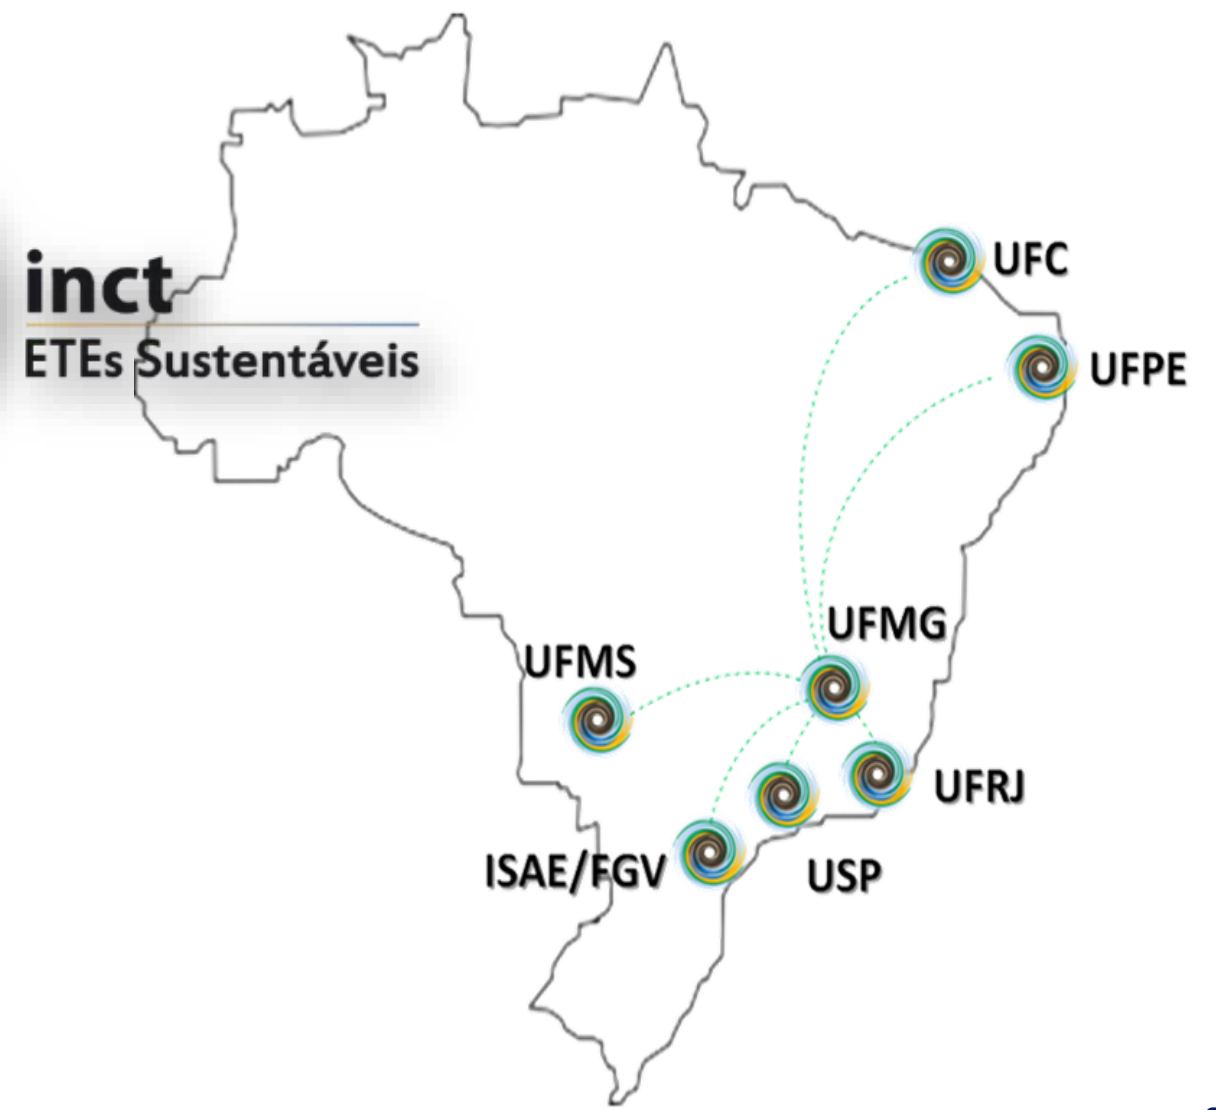 inct
ETEs Sustentáveis
UFC
UFPE
UFMG
UFMS
UFRJ
ISAE/FGV
USP